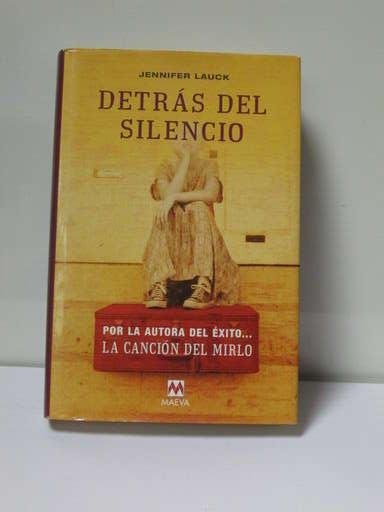 JENNIFER LAUCK
DETRÁS DEL
SILENCIO
POR LA AUTORA DEL ÉXITO...
LA CANCIÓN DEL MIRLO
MAEVA